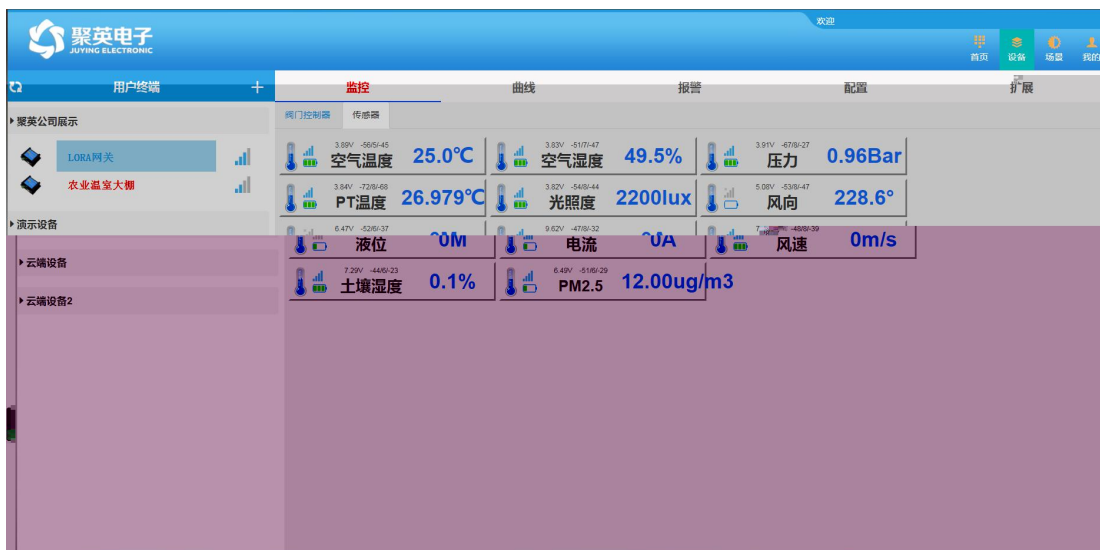 欢迎
聚英电子
JUYING ELECTRONIC
首页 设备 场景 我的
用户终端 + 监控 曲线 报警 配置 扩展
聚英公司展示
阀门控制器 传感器
LORA网关
农业温室大棚
演示设备
云端设备
云端设备2
3.89V -56/5/-45
空气温度 25.0℃
3.83V -51/7/-47
空气湿度 49.5%
3.91V -67/8/-27
压力 0.96Bar
3.84V -72/8/-68
PT温度 26.979℃
3.82V -54/8/-44
光照度 2200lux
5.08V -53/8/-47
风向 228.6°
6.47V -52/6/-37
液位 0M
9.62V -47/8/-32
电流 0A
-48/8/-39
风速 0m/s
7.29V -44/6/-23
土壤湿度 0.1%
6.49V -51/6/-29
PM2.5 12.00ug/m3